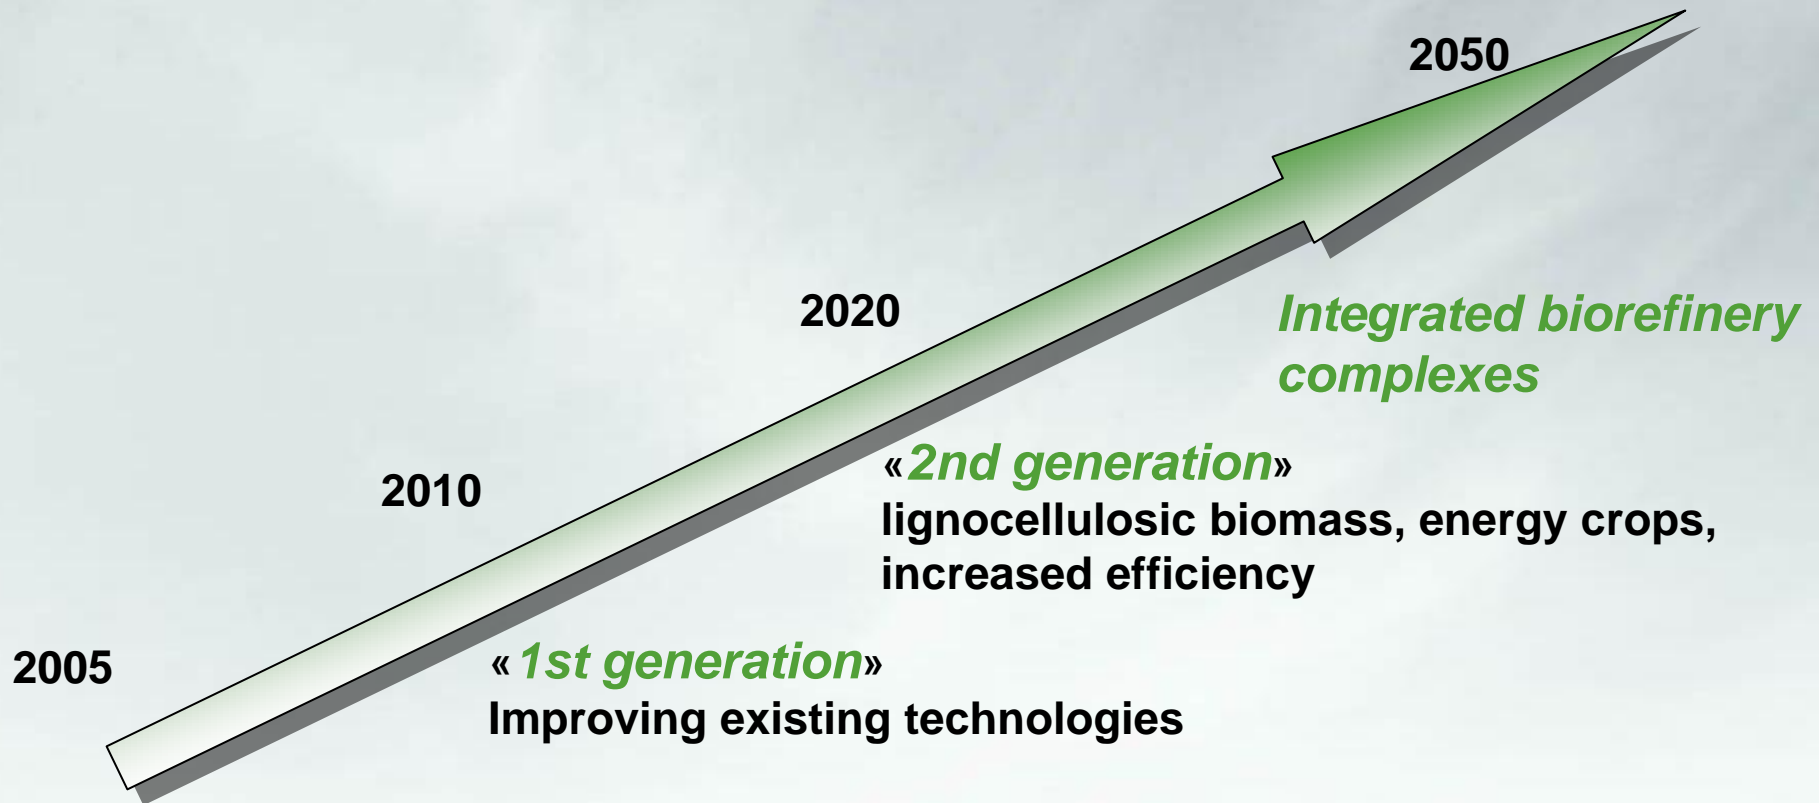 2050
2020
Integrated biorefinery
complexes
2010
«2nd generation»
lignocellulosic biomass, energy crops,
increased efficiency
2005
«1st generation»
Improving existing technologies